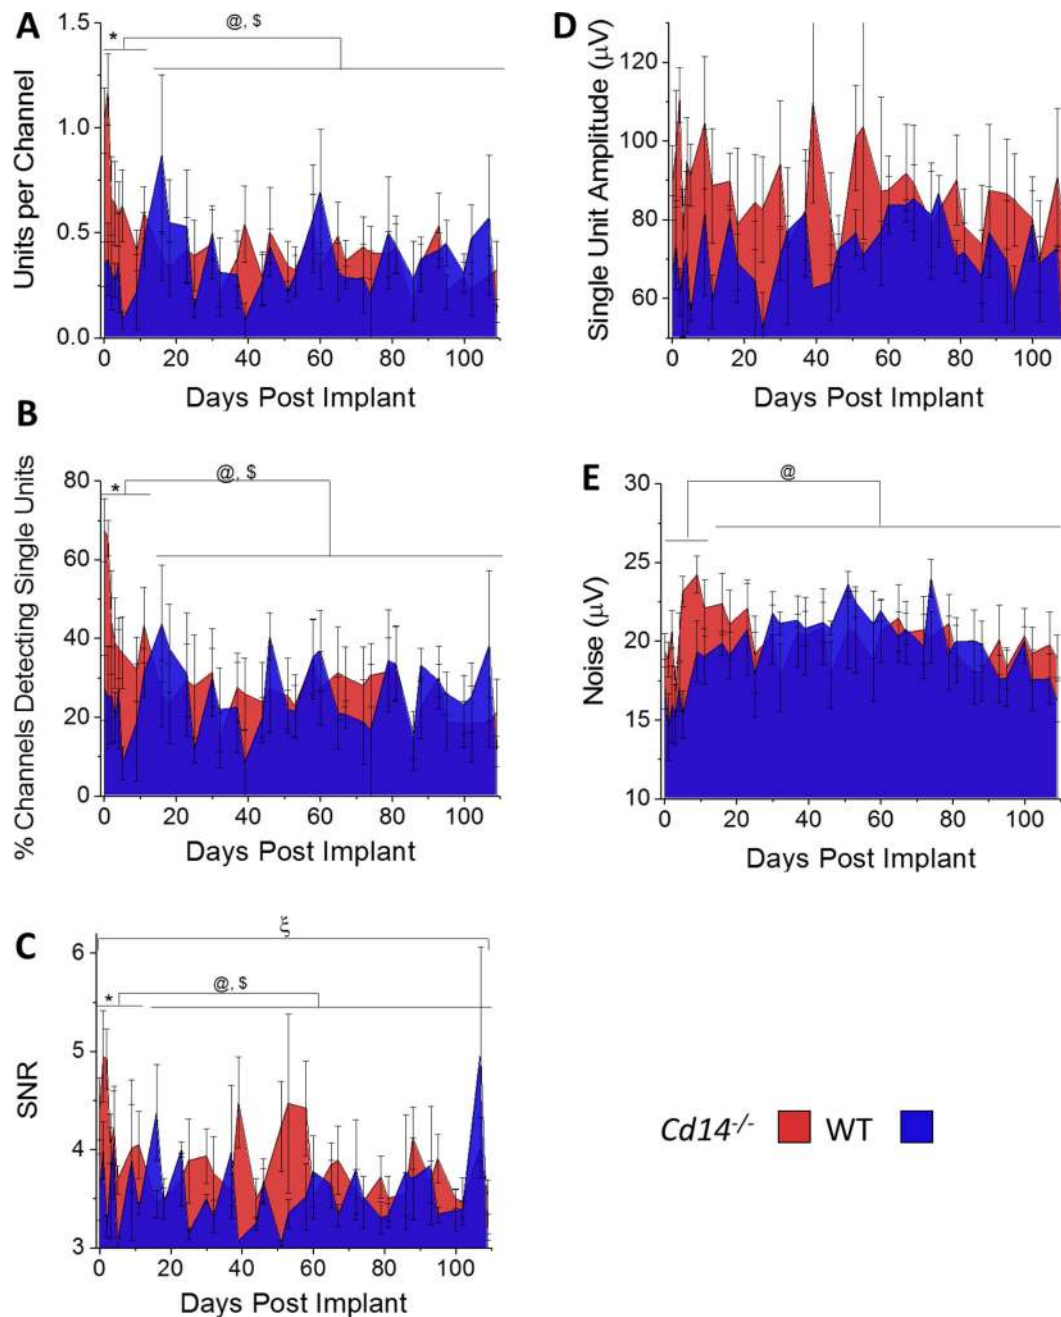 A
Units per Channel
1.5
1.0
0.5
0.0
*
@, $
0 20 40 60 80 100
Days Post Implant
D
Single Unit Amplitude (μV)
120
100
80
60
0 20 40 60 80 100
Days Post Implant
B
% Channels Detecting Single Units
80
60
40
20
0
*
@, $
0 20 40 60 80 100
Days Post Implant
E
Noise (μV)
30
25
20
15
10
@
0 20 40 60 80 100
Days Post Implant
C
SNR
6
5
4
3
ξ
*
@, $
0 20 40 60 80 100
Days Post Implant
Cd14-/- WT